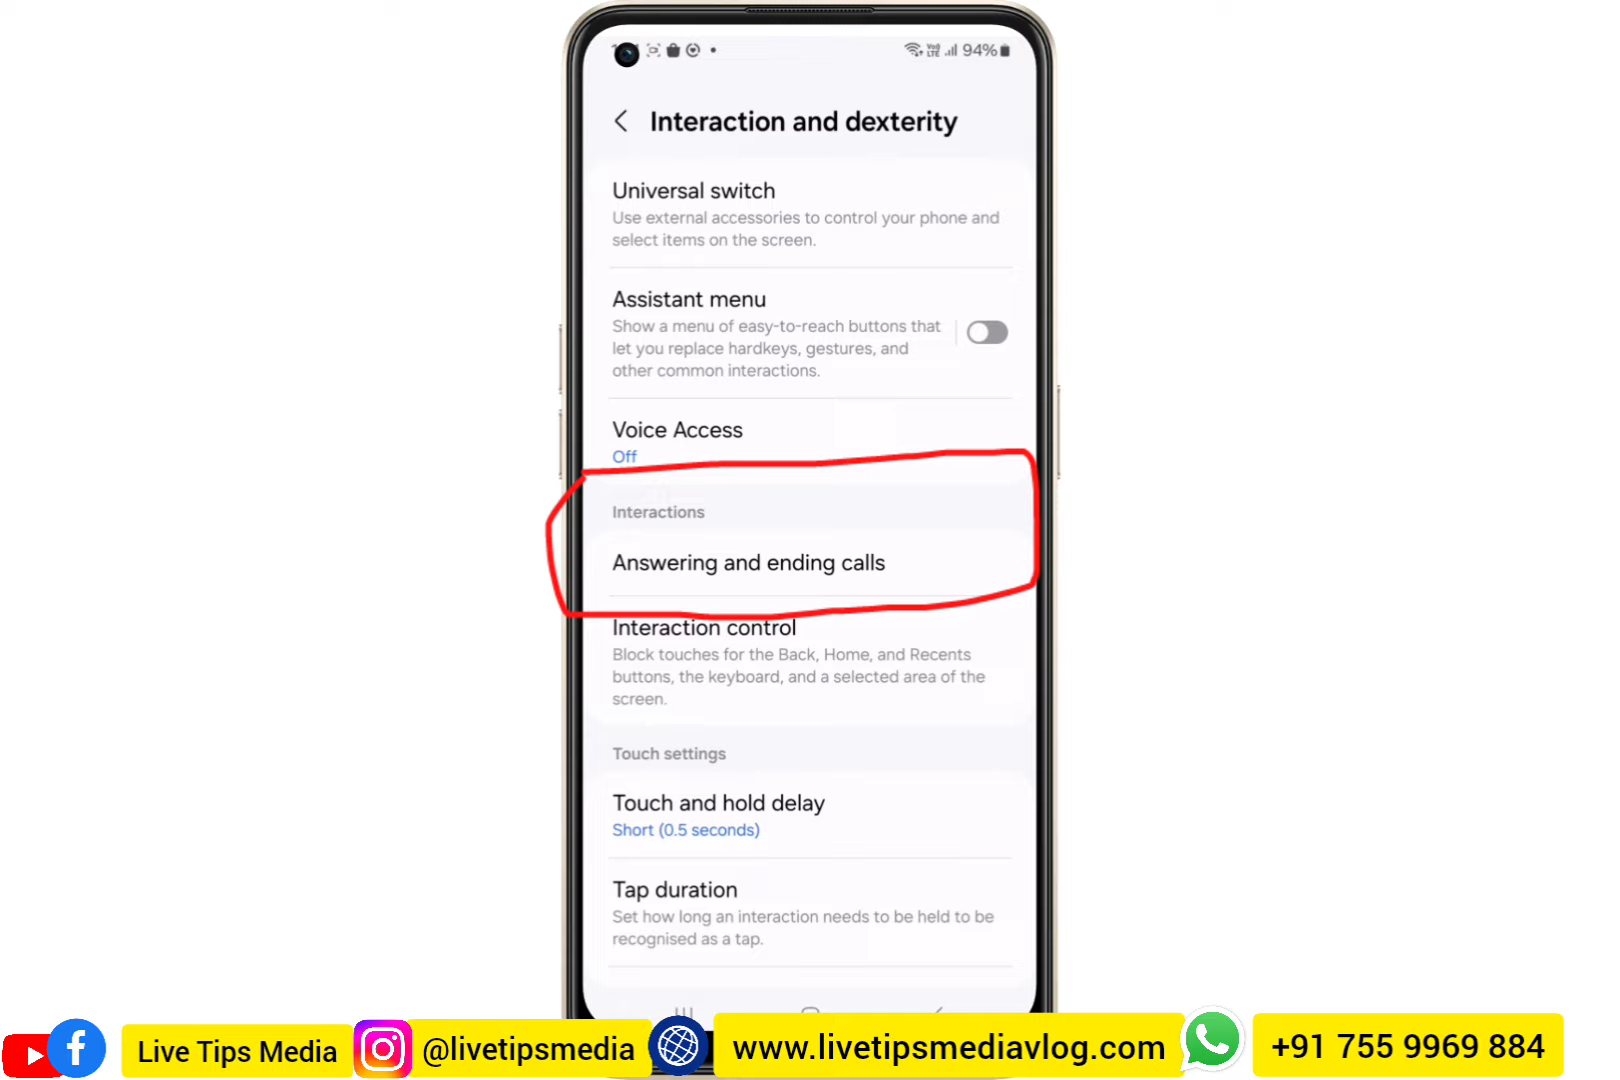 VoLTE 94%
Interaction and dexterity
Universal switch
Use external accessories to control your phone and
select items on the screen.
Assistant menu
Show a menu of easy-to-reach buttons that
let you replace hardkeys, gestures, and
other common interactions.
Voice Access
Off
Interactions
Answering and ending calls
Interaction control
Block touches for the Back, Home, and Recents
buttons, the keyboard, and a selected area of the
screen.
Touch settings
Touch and hold delay
Short (0.5 seconds)
Tap duration
Set how long an interaction needs to be held to be
recognised as a tap.
Live Tips Media @livetipsmedia www.livetipsmediavlog.com +91 755 9969 884